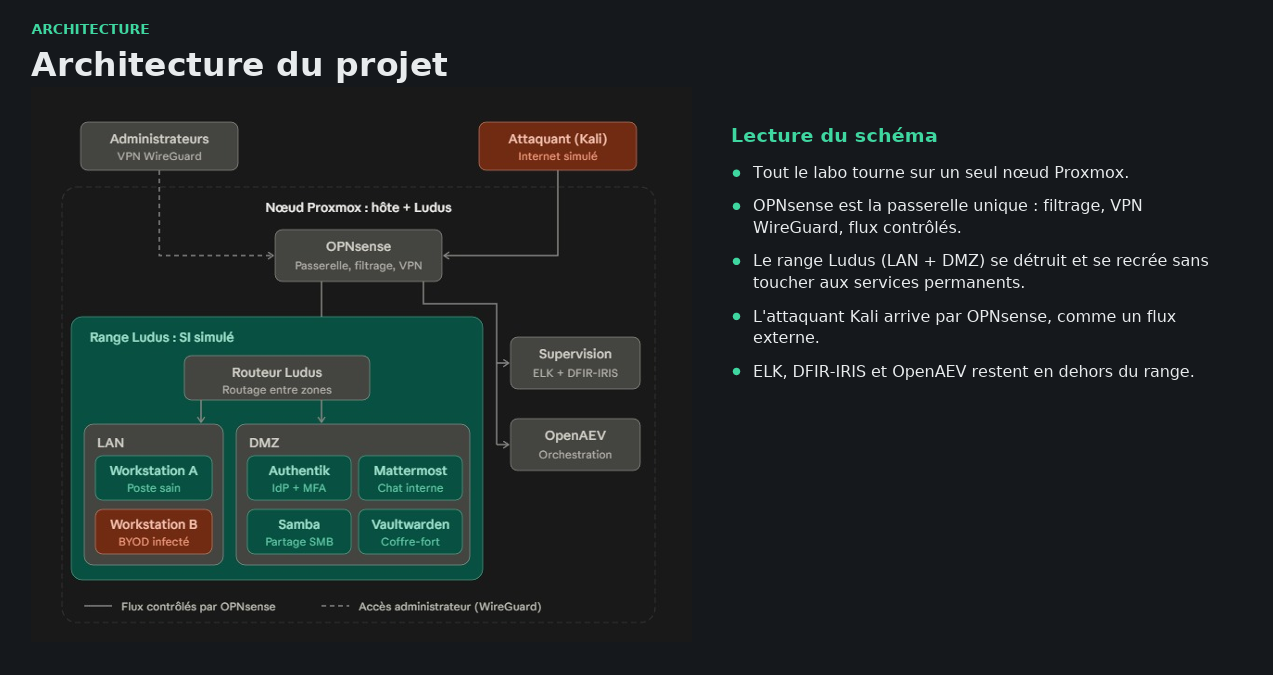 ARCHITECTURE
Architecture du projet
Administrateurs
VPN WireGuard
Attaquant (Kali)
Internet simulé
Nœud Proxmox : hôte + Ludus
OPNsense
Passerelle, filtrage, VPN
Range Ludus : SI simulé
Routeur Ludus
Routage entre zones
Supervision
ELK + DFIR-IRIS
OpenAEV
Orchestration
LAN
Workstation A
Poste sain
Workstation B
BYOD infecté
DMZ
Authentik
IdP + MFA
Mattermost
Chat interne
Samba
Partage SMB
Vaultwarden
Coffre-fort
Flux contrôlés par OPNsense
Accès administrateur (WireGuard)
Lecture du schéma
Tout le labo tourne sur un seul nœud Proxmox.
OPNsense est la passerelle unique : filtrage, VPN
WireGuard, flux contrôlés.
Le range Ludus (LAN + DMZ) se détruit et se recrée sans
toucher aux services permanents.
L'attaquant Kali arrive par OPNsense, comme un flux
externe.
ELK, DFIR-IRIS et OpenAEV restent en dehors du range.